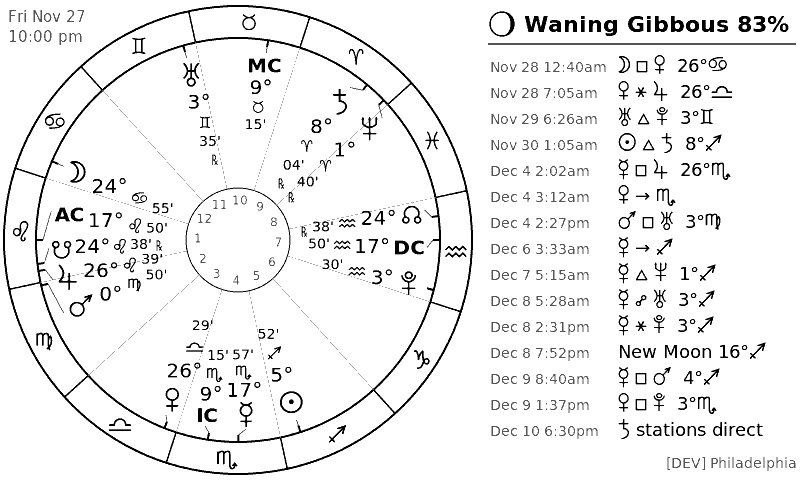 Fri Nov 27
10:00 pm
Waning Gibbous 83%
Nov 28 12:40am ☽ □ ♀ 26°♋
Nov 28 7:05am ♀ ⚹ ♃ 26°♎
Nov 29 6:26am ♅ △ ♇ 3°♊
Nov 30 1:05am ☉ △ ♄ 8°♐
Dec 4 2:02am ☿ □ ♃ 26°♏
Dec 4 3:12am ♀ → ♏
Dec 4 2:27pm ♂ □ ♅ 3°♍
Dec 6 3:33am ☿ → ♐
Dec 7 5:15am ☿ △ ♆ 1°♐
Dec 8 5:28am ☿ ☍ ♅ 3°♐
Dec 8 2:31pm ☿ ⚹ ♇ 3°♐
Dec 8 7:52pm New Moon 16°♐
Dec 9 8:40am ☿ □ ♂ 4°♐
Dec 9 1:37pm ♀ □ ♇ 3°♏
Dec 10 6:30pm ♄ stations direct
[DEV] Philadelphia
♉
♊
♈
♋
♓
♌
♒
♍
♑
♎
♐
♏
♅ 3° ♊ 35' ℞
MC 9° ♉ 15'
♄ 8° ♈ 04' ℞
♆ 1° ♈ 40' ℞
☽ 24° ♋ 55'
AC 17° ♌ 50'
☋ 24° ♌ 38' ℞
♃ 26° ♌ 39'
♂ 0° ♍ 50'
℞ 38' ♒ 24° ☊
50' ♒ 17° DC
30' ♒ 3° ♇
♀ 26° ♎ 29'
IC 9° ♏ 15'
☿ 17° ♏ 57'
☉ 5° ♐ 52'
1
2
3
4
5
6
7
8
9
10
11
12